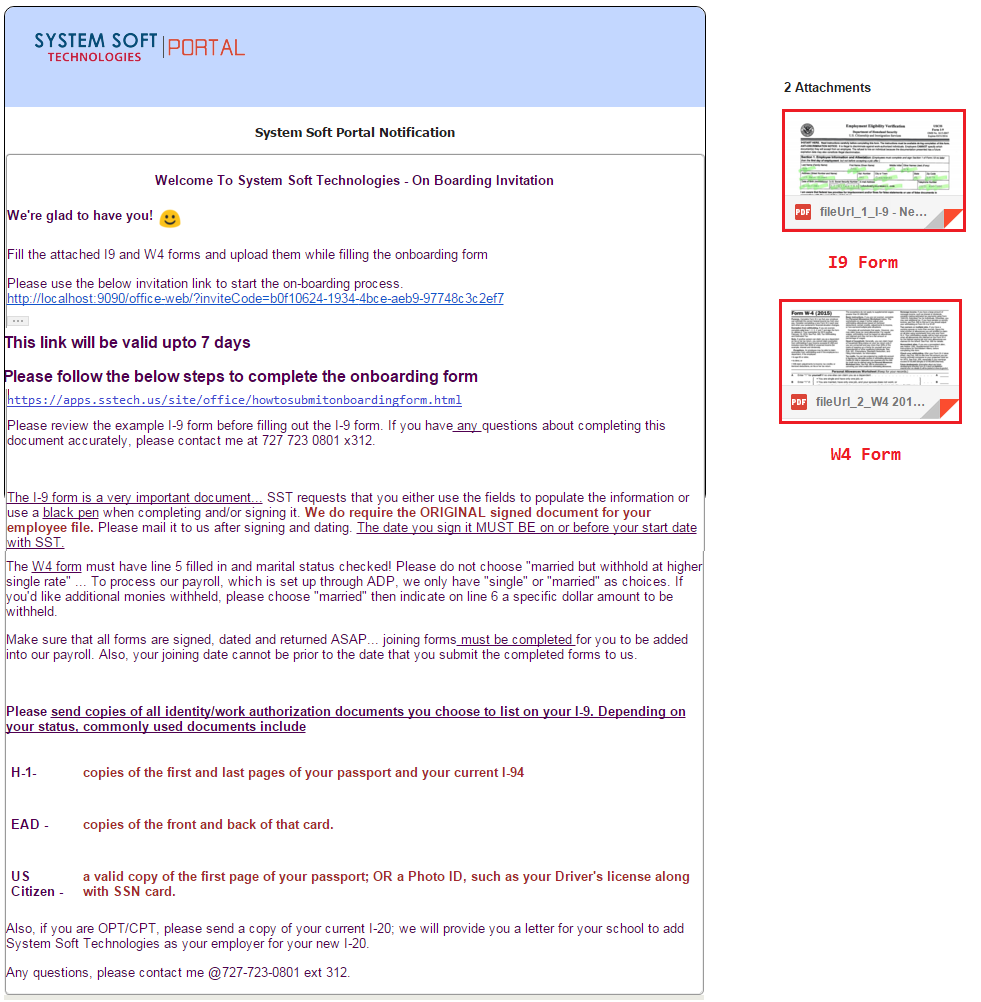 SYSTEM SOFT
TECHNOLOGIES
PORTAL
System Soft Portal Notification
Welcome To System Soft Technologies - On Boarding Invitation
We're glad to have you!
Fill the attached I9 and W4 forms and upload them while filling the onboarding form
Please use the below invitation link to start the on-boarding process.
http://localhost:9090/office-web/?inviteCode=b0f10624-1934-4bce-aeb9-97748c3c2ef7
...
This link will be valid upto 7 days
Please follow the below steps to complete the onboarding form
https://apps.sstech.us/site/office/howtosubmitonboardingform.html
Please review the example I-9 form before filling out the I-9 form. If you have any questions about completing this
document accurately, please contact me at 727 723 0801 x312.
The I-9 form is a very important document... SST requests that you either use the fields to populate the information or
use a black pen when completing and/or signing it. We do require the ORIGINAL signed document for your
employee file. Please mail it to us after signing and dating. The date you sign it MUST BE on or before your start date
with SST.
The W4 form must have line 5 filled in and marital status checked! Please do not choose "married but withhold at higher
single rate" ... To process our payroll, which is set up through ADP, we only have "single" or "married" as choices. If
you'd like additional monies withheld, please choose "married" then indicate on line 6 a specific dollar amount to be
withheld.
Make sure that all forms are signed, dated and returned ASAP... joining forms must be completed for you to be added
into our payroll. Also, your joining date cannot be prior to the date that you submit the completed forms to us.
Please send copies of all identity/work authorization documents you choose to list on your I-9. Depending on
your status, commonly used documents include
H-1- copies of the first and last pages of your passport and your current I-94
EAD - copies of the front and back of that card.
US a valid copy of the first page of your passport; OR a Photo ID, such as your Driver's license along
Citizen - with SSN card.
Also, if you are OPT/CPT, please send a copy of your current I-20; we will provide you a letter for your school to add
System Soft Technologies as your employer for your new I-20.
Any questions, please contact me @727-723-0801 ext 312.
2 Attachments
Employment Eligibility Verification
Department of Homeland Security
U.S. Citizenship and Immigration Services
PDF fileUrl_1_I-9 - Ne...
I9 Form
Form W-4 (2015)
PDF fileUrl_2_W4 201...
W4 Form